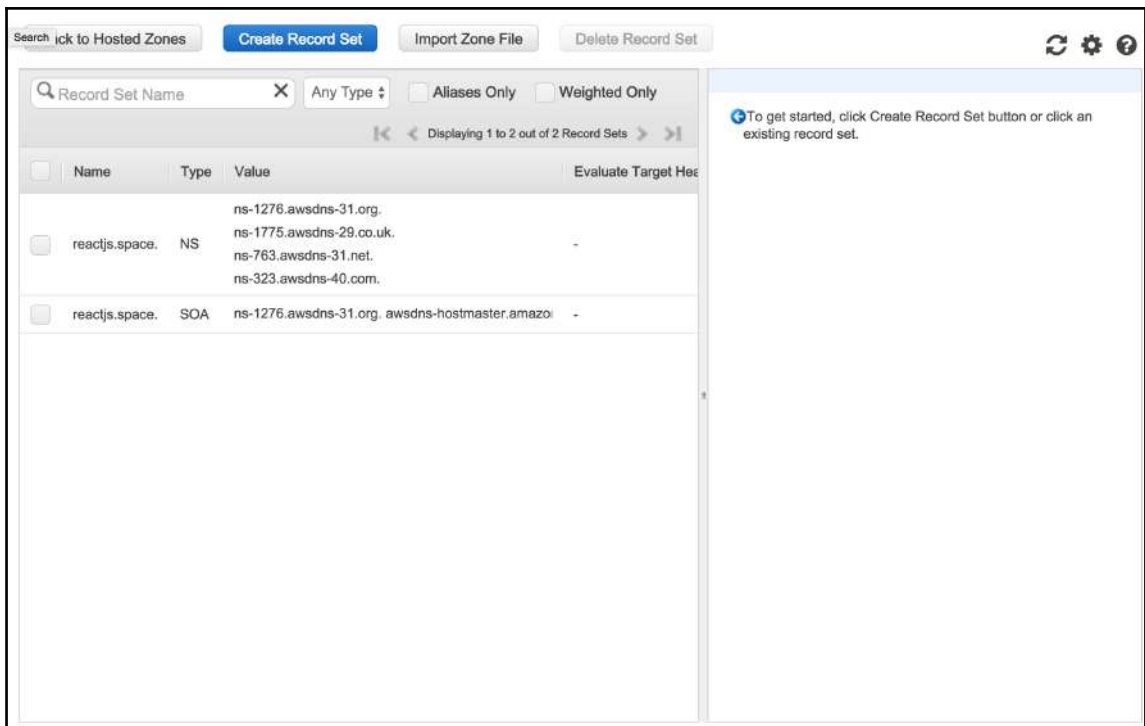 Search ck to Hosted Zones Create Record Set Import Zone File Delete Record Set
Record Set Name Any Type Aliases Only Weighted Only
Displaying 1 to 2 out of 2 Record Sets
To get started, click Create Record Set button or click an
existing record set.
Name Type Value Evaluate Target Hea
ns-1276.awsdns-31.org.
ns-1775.awsdns-29.co.uk.
reactjs.space. NS -
ns-763.awsdns-31.net.
ns-323.awsdns-40.com.
reactjs.space. SOA ns-1276.awsdns-31.org. awsdns-hostmaster.amazo -